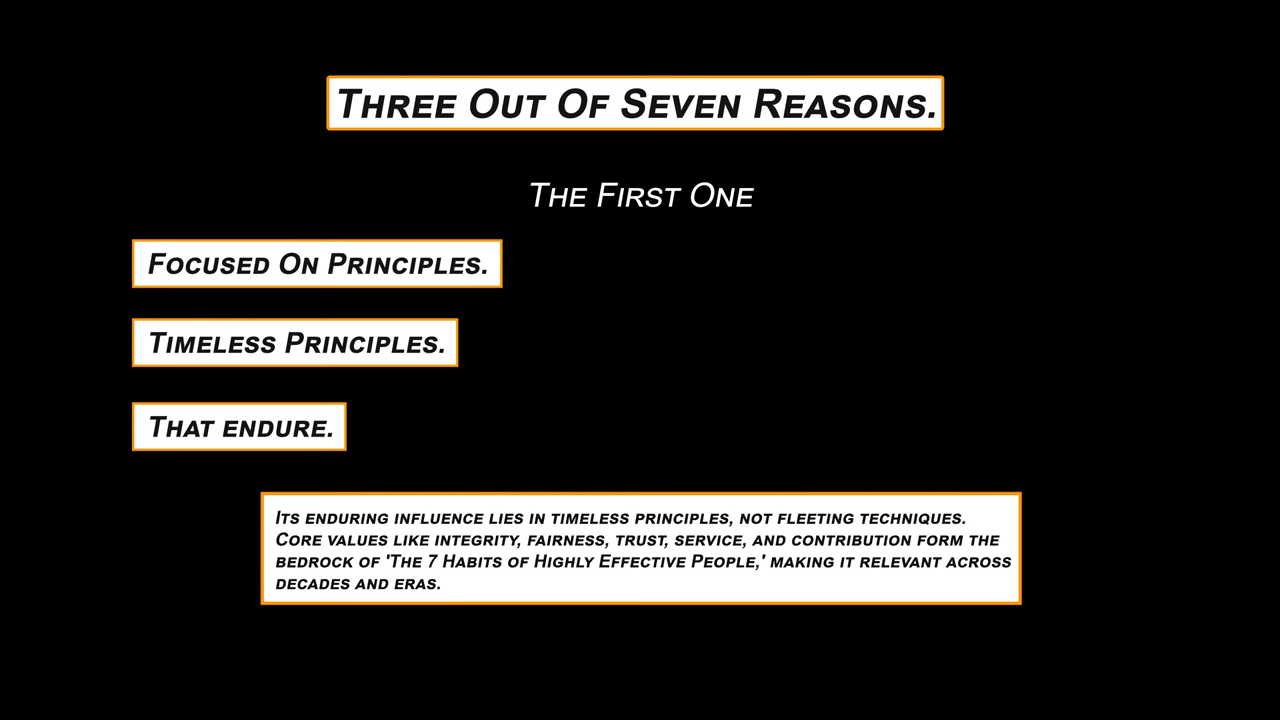 Three Out Of Seven Reasons.
The First One
Focused On Principles.
Timeless Principles.
That endure.
Its enduring influence lies in timeless principles, not fleeting techniques.
Core values like integrity, fairness, trust, service, and contribution form the
bedrock of 'The 7 Habits of Highly Effective People,' making it relevant across
decades and eras.